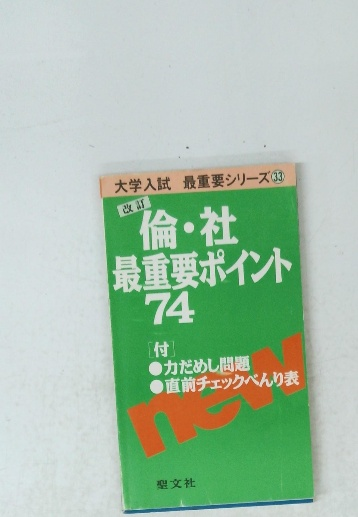 大学入試 最重要シリーズ㉝
改訂
倫・社
最重要ポイント
74
[付]
●力だめし問題
●直前チェックべんり表
new
聖文社